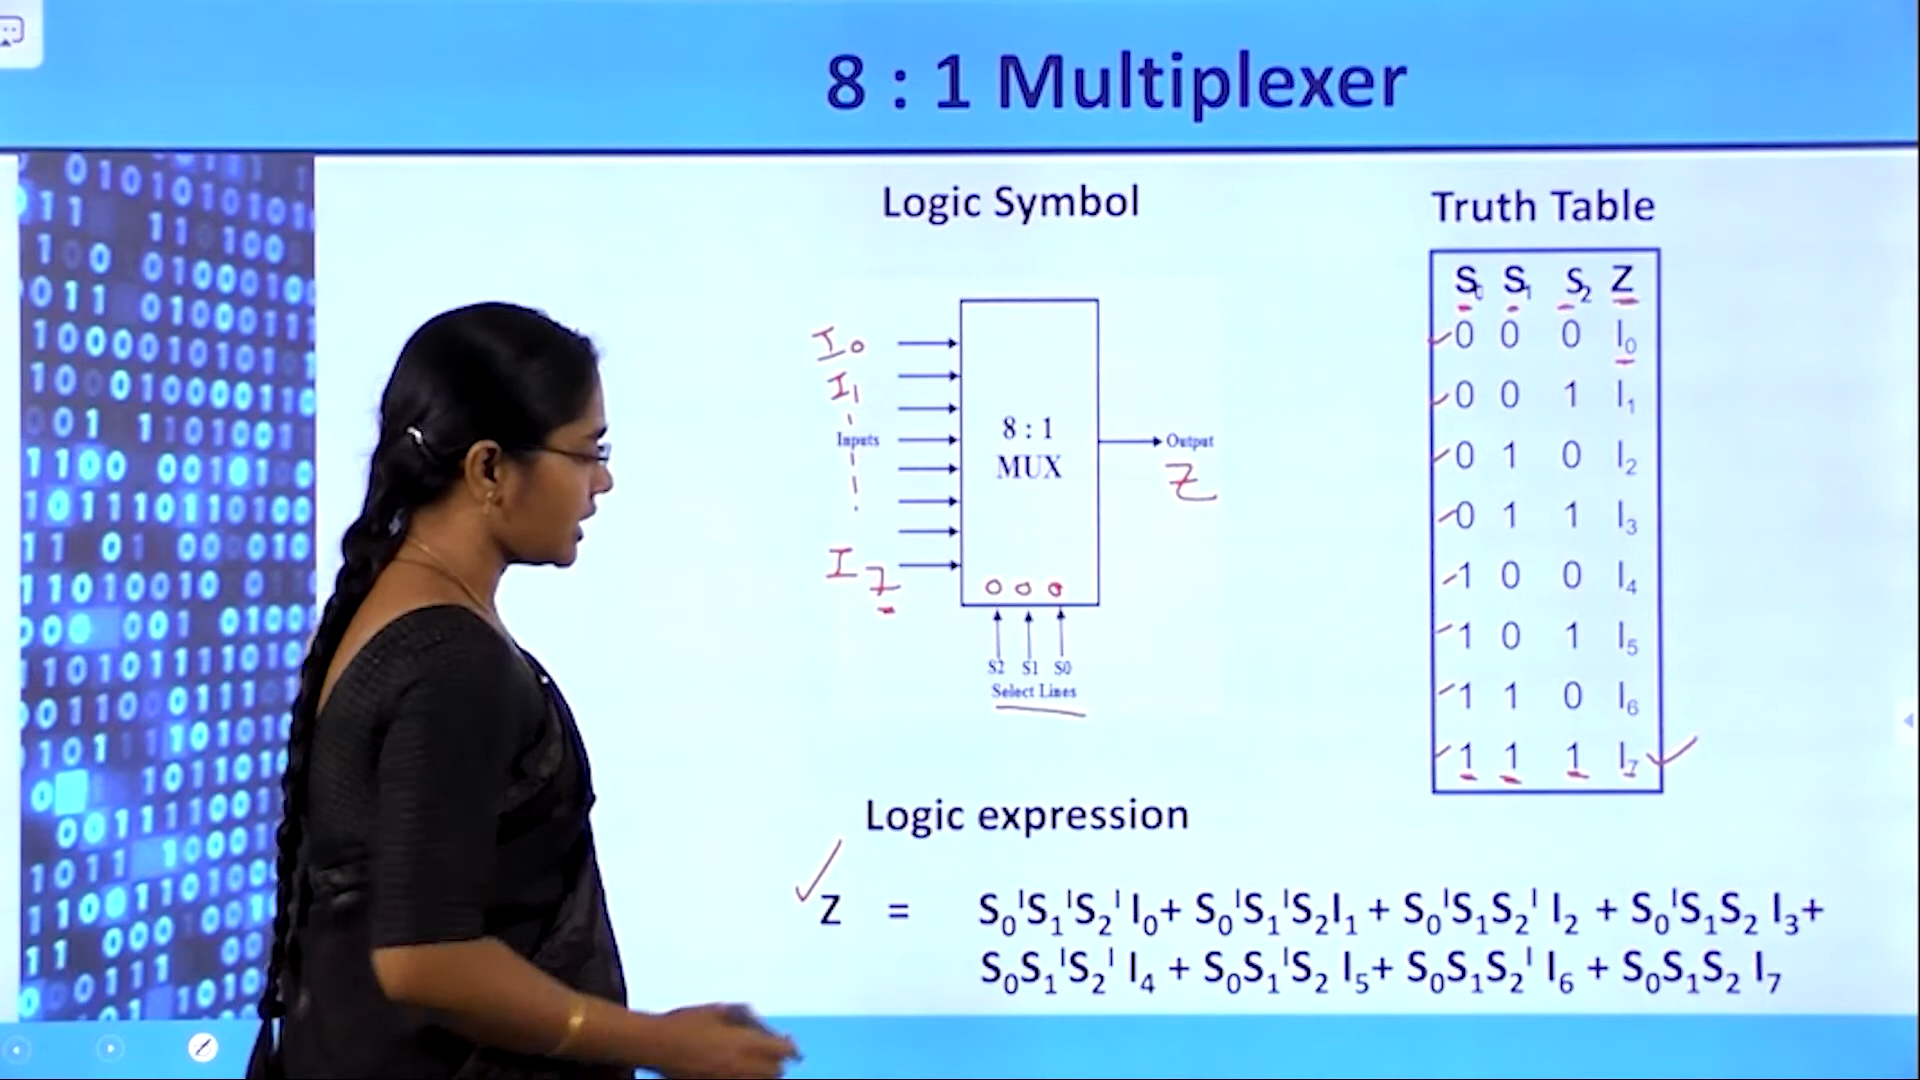 8 : 1 Multiplexer
Logic Symbol
I₀
I₁
Inputs
I₇
8 : 1
MUX
0 0 0
Output
Z
S2 S1 S0
Select Lines
Truth Table
S₀ S₁ S₂ Z
0 0 0 I₀
0 0 1 I₁
0 1 0 I₂
0 1 1 I₃
1 0 0 I₄
1 0 1 I₅
1 1 0 I₆
1 1 1 I₇
Logic expression
Z = S₀'S₁'S₂' I₀+ S₀'S₁'S₂I₁ + S₀'S₁S₂' I₂ + S₀'S₁S₂ I₃+
S₀S₁'S₂' I₄ + S₀S₁'S₂ I₅+ S₀S₁S₂' I₆ + S₀S₁S₂ I₇